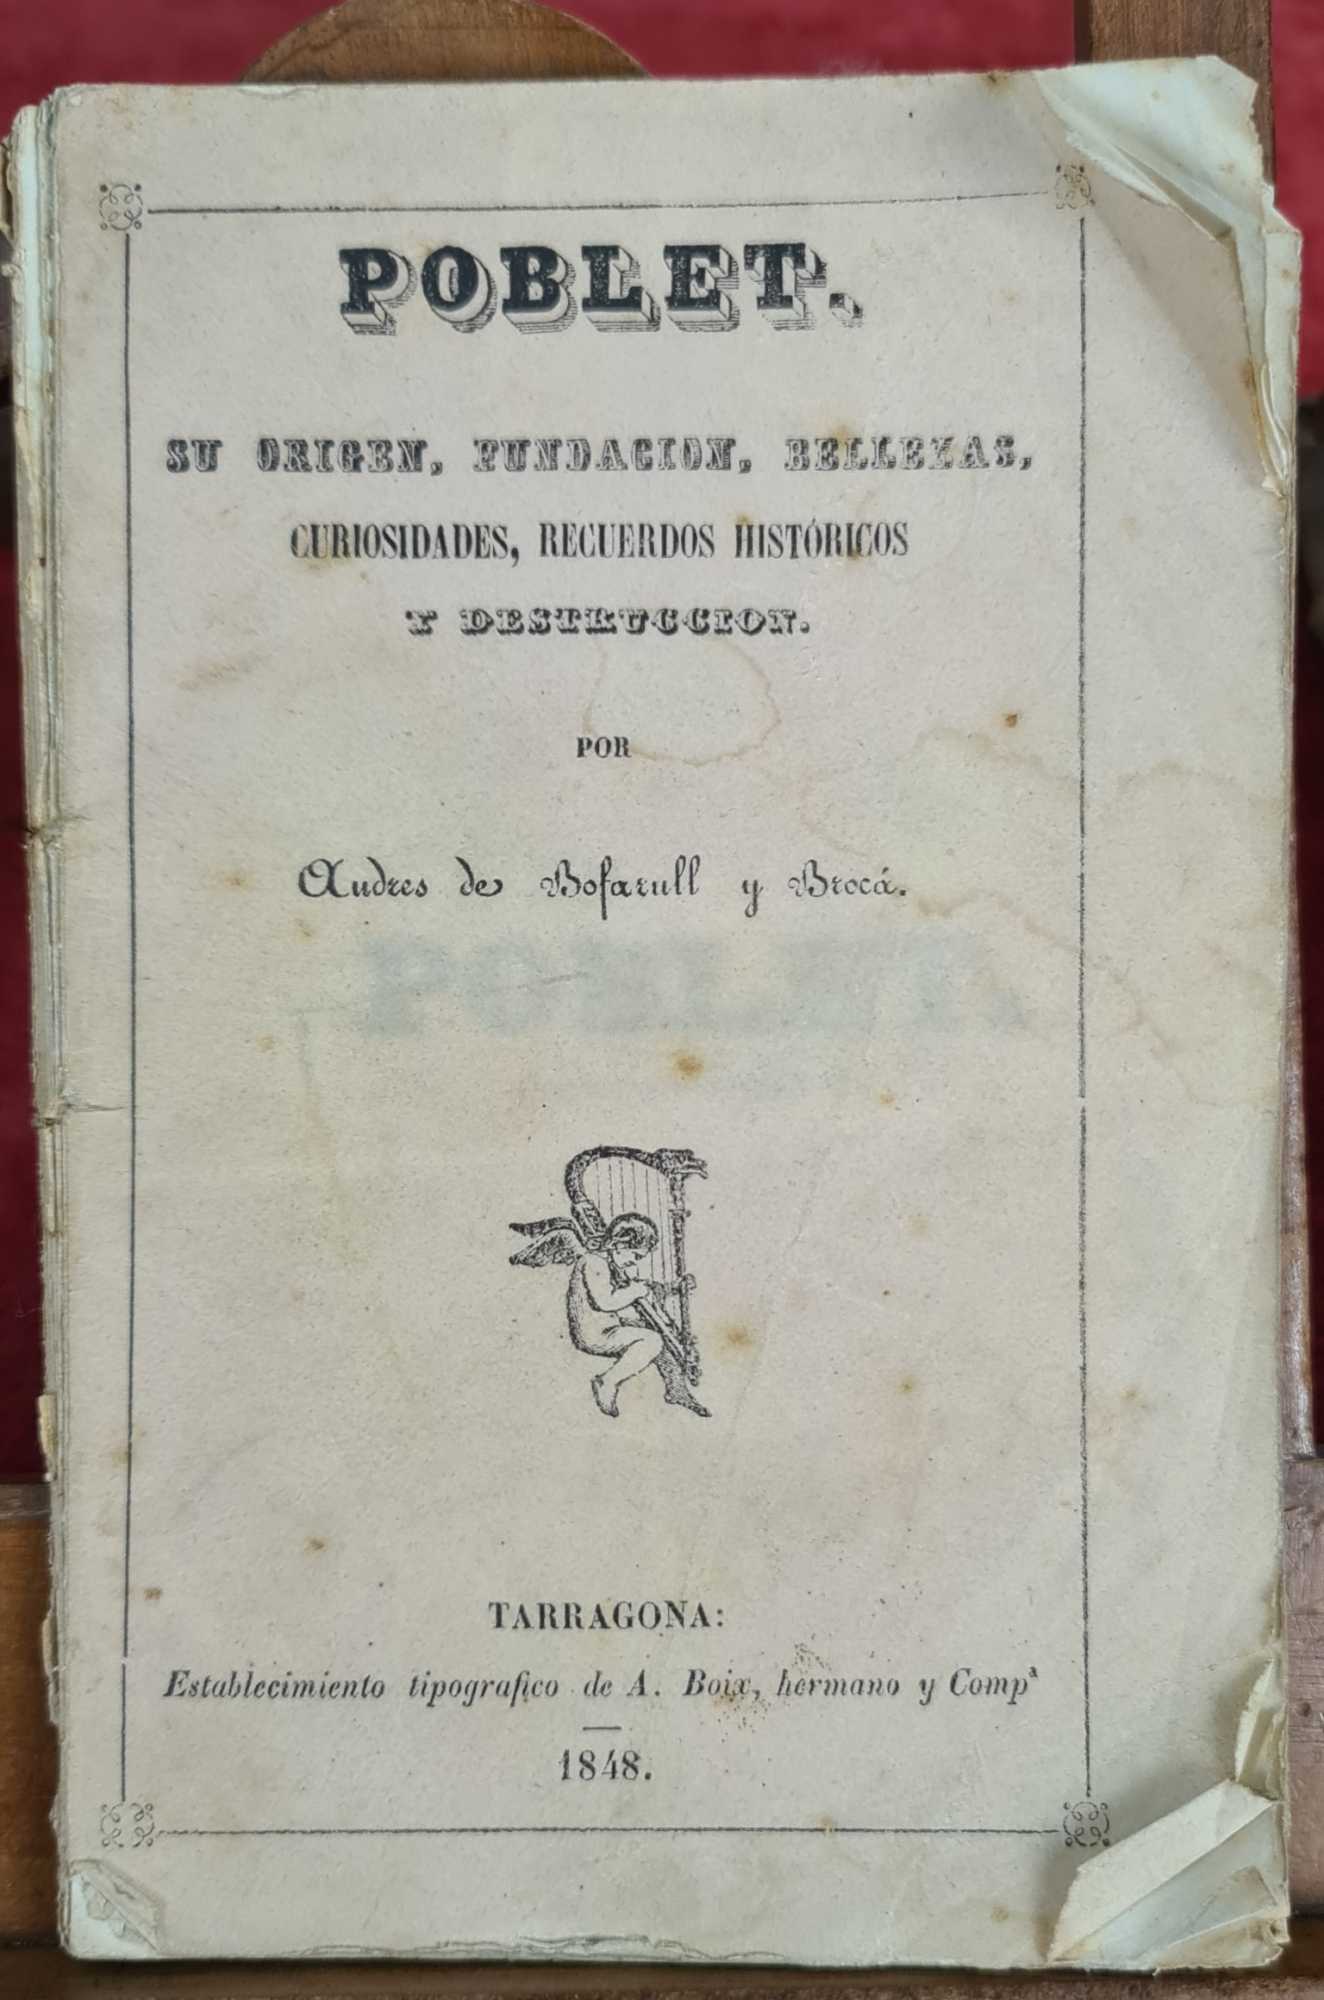 POBLET.
SU ORIGEN, FUNDACION, BELLEZAS,
CURIOSIDADES, RECUERDOS HISTÓRICOS
Y DESTRUCCION.
POR
Andres de Bofarull y Brocá.
TARRAGONA:
Establecimiento tipografico de A. Boix, hermano y Compª
1848.